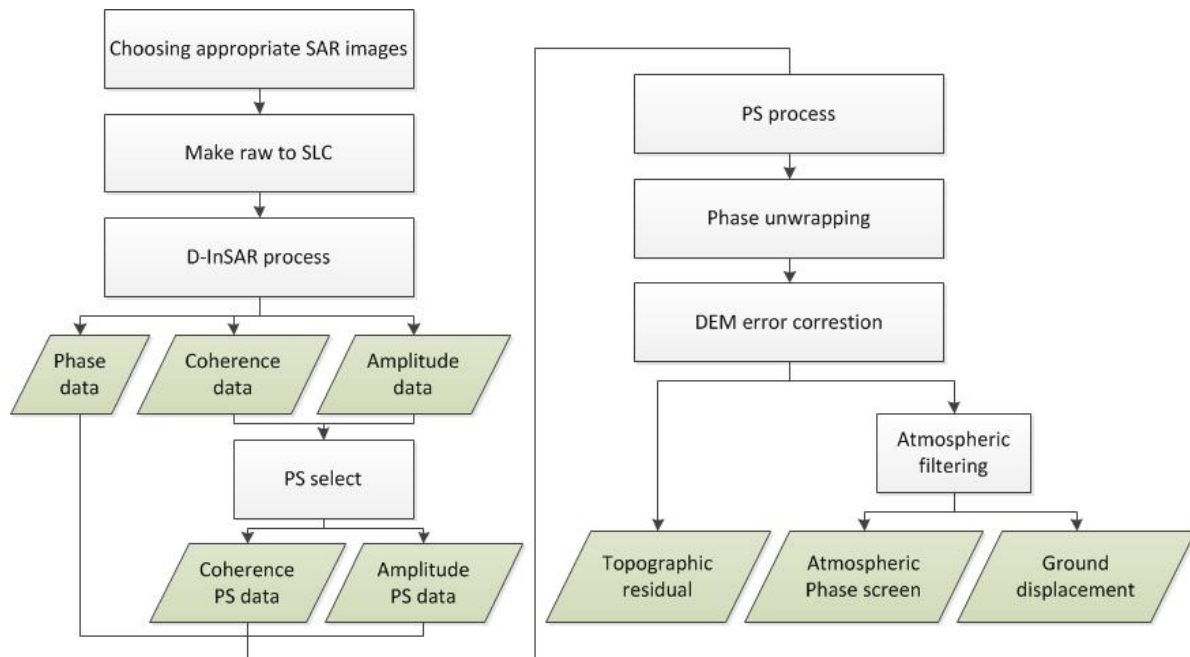 Choosing appropriate SAR images
Make raw to SLC
D-InSAR process
Phase
data
Coherence
data
Amplitude
data
PS select
Coherence
PS data
Amplitude
PS data
PS process
Phase unwrapping
DEM error correstion
Atmospheric
filtering
Topographic
residual
Atmospheric
Phase screen
Ground
displacement